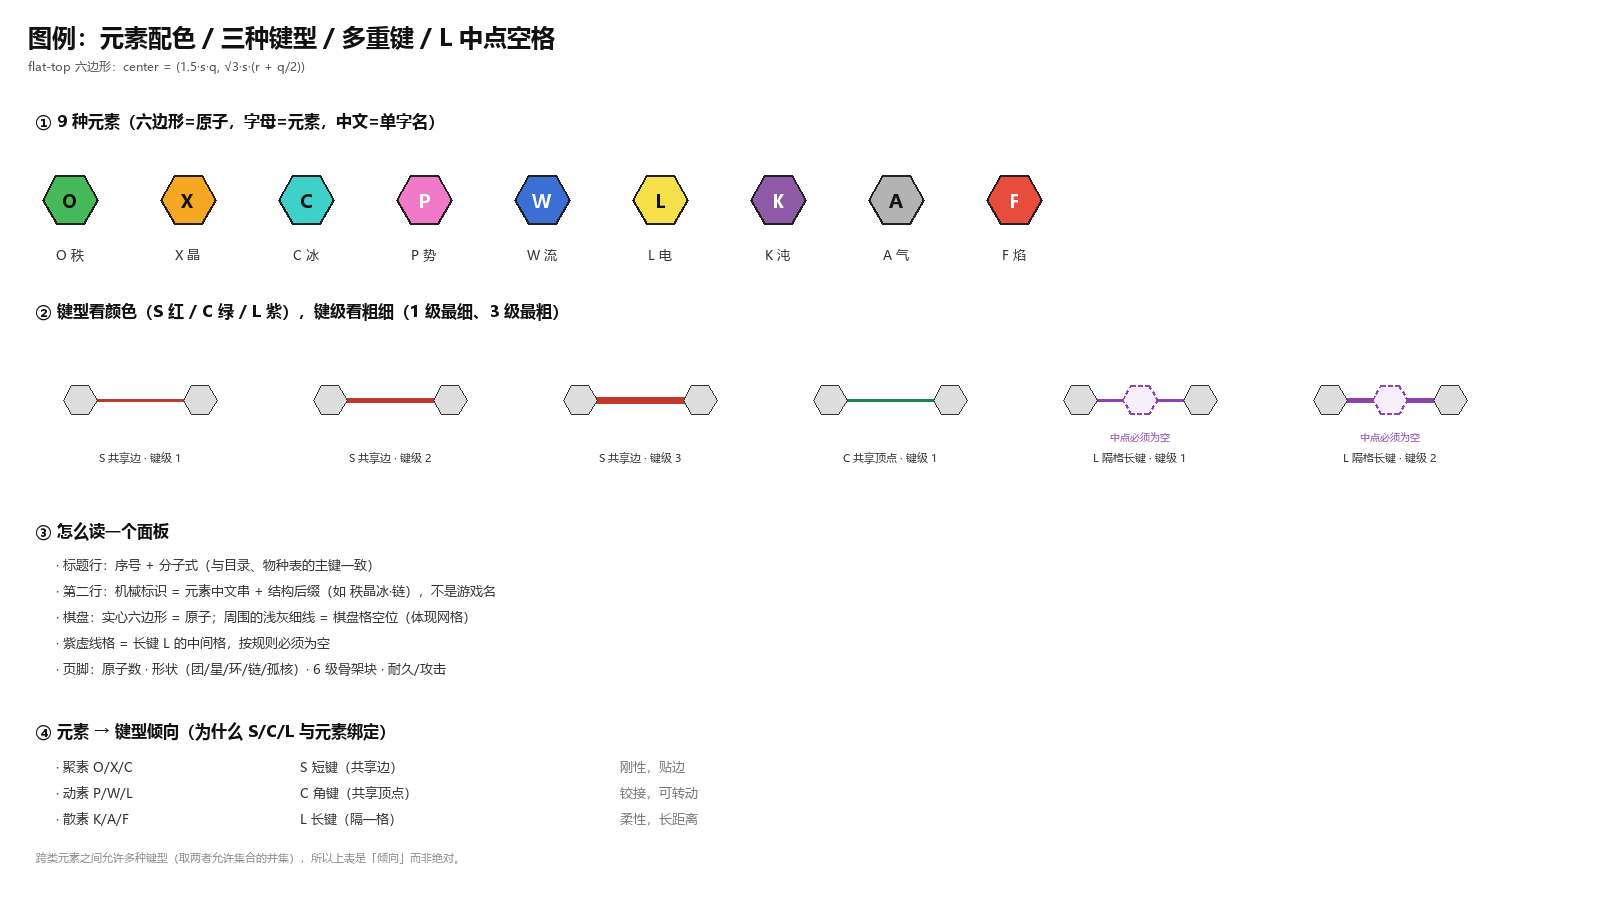 图例：元素配色 / 三种键型 / 多重键 / L 中点空格
flat-top 六边形：center = (1.5·s·q, √3·s·(r + q/2))
① 9 种元素（六边形=原子，字母=元素，中文=单字名）
O X C P W L K A F
O 秩 X 晶 C 冰 P 势 W 流 L 电 K 沌 A 气 F 焰
② 键型看颜色（S 红 / C 绿 / L 紫），键级看粗细（1 级最细、3 级最粗）
中点必须为空 中点必须为空
S 共享边 · 键级 1 S 共享边 · 键级 2 S 共享边 · 键级 3 C 共享顶点 · 键级 1 L 隔格长键 · 键级 1 L 隔格长键 · 键级 2
③ 怎么读一个面板
· 标题行：序号 + 分子式（与目录、物种表的主键一致）
· 第二行：机械标识 = 元素中文串 + 结构后缀（如 秩晶冰·链），不是游戏名
· 棋盘：实心六边形 = 原子；周围的浅灰细线 = 棋盘格空位（体现网格）
· 紫虚线格 = 长键 L 的中间格，按规则必须为空
· 页脚：原子数 · 形状（团/星/环/链/孤核）· 6 级骨架块 · 耐久/攻击
④ 元素 → 键型倾向（为什么 S/C/L 与元素绑定）
· 聚素 O/X/C S 短键（共享边） 刚性，贴边
· 动素 P/W/L C 角键（共享顶点） 铰接，可转动
· 散素 K/A/F L 长键（隔一格） 柔性，长距离
跨类元素之间允许多种键型（取两者允许集合的并集），所以上表是「倾向」而非绝对。